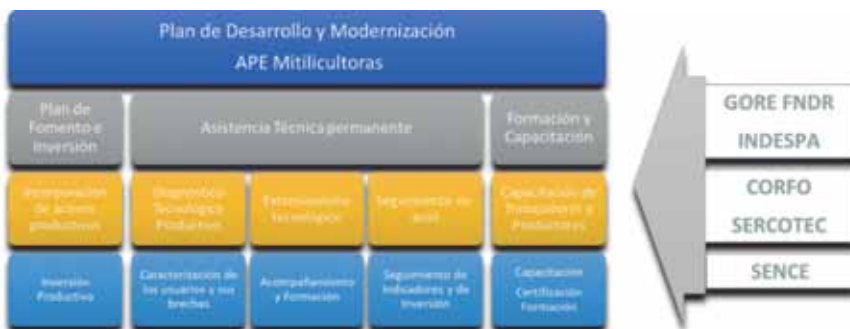 Plan de Desarrollo y Modernización
APE Mitilicultoras
Plan de
Fomento e
Inversión
Asistencia Técnica permanente
Formación y
Capacitación
Incorporación
de activos
productivos
Diagnóstico
Tecnológico
Productivo
Extensionismo
tecnológico
Seguimiento
Capacitación de
Trabajadores y
Productores
Inversión
Productiva
Caracterización de
los usuarios y sus
brechas
Acompañamiento
y Formación
Seguimiento de
Indicadores y de
Inversión
Capacitación
Certificación
Formación
GORE FNDR
INDESPA
CORFO
SERCOTEC
SENCE